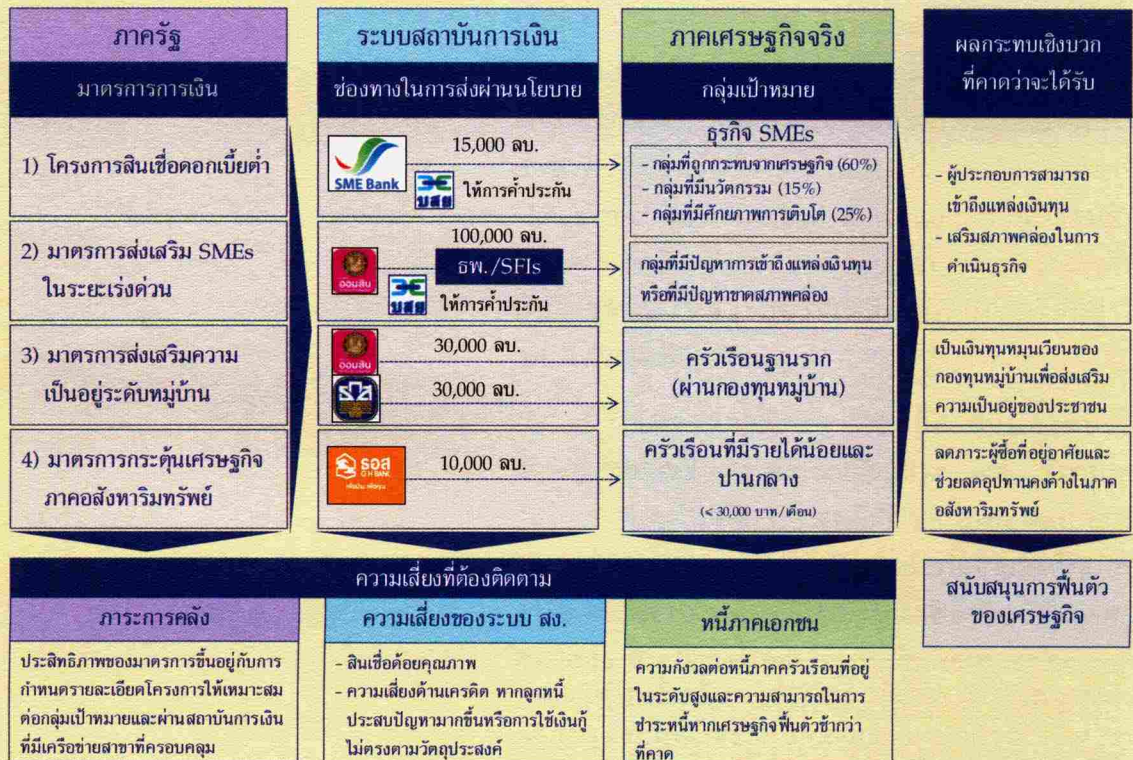 ภาครัฐ
มาตรการการเงิน
1) โครงการสินเชื่อดอกเบี้ยต่ำ
2) มาตรการส่งเสริม SMEs
ในระยะเร่งด่วน
3) มาตรการส่งเสริมความ
เป็นอยู่ระดับหมู่บ้าน
4) มาตรการกระตุ้นเศรษฐกิจ
ภาคอสังหาริมทรัพย์
ระบบสถาบันการเงิน
ช่องทางในการส่งผ่านนโยบาย
15,000 ลบ.
SME Bank
บสย
ให้การค้ำประกัน
100,000 ลบ.
ออมสิน
ธพ./SFIs
บสย
ให้การค้ำประกัน
ออมสิน
30,000 ลบ.
30,000 ลบ.
ธอส
G H BANK
10,000 ลบ.
ภาคเศรษฐกิจจริง
กลุ่มเป้าหมาย
ธุรกิจ SMEs
- กลุ่มที่ถูกกระทบจากเศรษฐกิจ (60%)
- กลุ่มที่มีนวัตกรรม (15%)
- กลุ่มที่มีศักยภาพการเติบโต (25%)
กลุ่มที่มีปัญหาการเข้าถึงแหล่งเงินทุน
หรือที่มีปัญหาขาดสภาพคล่อง
ครัวเรือนฐานราก
(ผ่านกองทุนหมู่บ้าน)
ครัวเรือนที่มีรายได้น้อยและ
ปานกลาง
(< 30,000 บาท/เดือน)
ผลกระทบเชิงบวก
ที่คาดว่าจะได้รับ
- ผู้ประกอบการสามารถ
เข้าถึงแหล่งเงินทุน
- เสริมสภาพคล่องในการ
ดำเนินธุรกิจ
เป็นเงินทุนหมุนเวียนของ
กองทุนหมู่บ้านเพื่อส่งเสริม
ความเป็นอยู่ของประชาชน
ลดภาระผู้ซื้อที่อยู่อาศัยและ
ช่วยลดอุปทานคงค้างในภาค
อสังหาริมทรัพย์
สนับสนุนการฟื้นตัว
ของเศรษฐกิจ
ความเสี่ยงที่ต้องติดตาม
ภาระการคลัง
ประสิทธิภาพของมาตรการขึ้นอยู่กับการ
กำหนดรายละเอียดโครงการให้เหมาะสม
ต่อกลุ่มเป้าหมายและผ่านสถาบันการเงิน
ที่มีเครือข่ายสาขาที่ครอบคลุม
ความเสี่ยงของระบบ สง.
- สินเชื่อด้อยคุณภาพ
- ความเสี่ยงด้านเครดิต หากลูกหนี้
ประสบปัญหามากขึ้นหรือการใช้เงินกู้
ไม่ตรงตามวัตถุประสงค์
หนี้ภาคเอกชน
ความกังวลต่อหนี้ภาคครัวเรือนที่อยู่
ในระดับสูงและความสามารถในการ
ชำระหนี้หากเศรษฐกิจฟื้นตัวช้ากว่า
ที่คาด